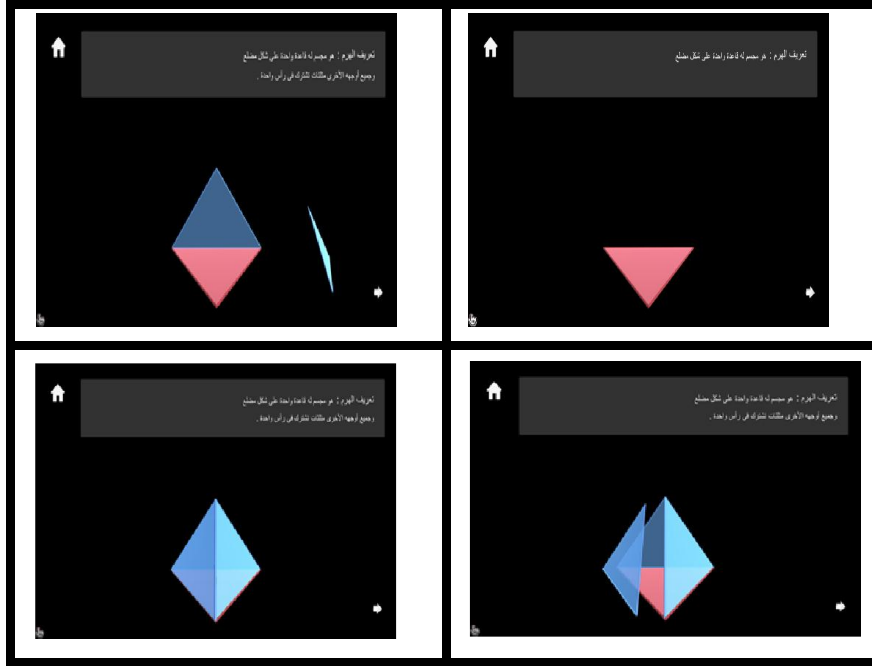 تعريف الهرم : هو مجسم له قاعدة واحدة على شكل مضلع
تعريف الهرم : هو مجسم له قاعدة واحدة على شكل مضلع
وجميع أوجهه الأخرى مثلثات تشترك فى رأس واحدة .
تعريف الهرم : هو مجسم له قاعدة واحدة على شكل مضلع
وجميع أوجهه الأخرى مثلثات تشترك فى رأس واحدة .
تعريف الهرم : هو مجسم له قاعدة واحدة على شكل مضلع
وجميع أوجهه الأخرى مثلثات تشترك فى رأس واحدة .